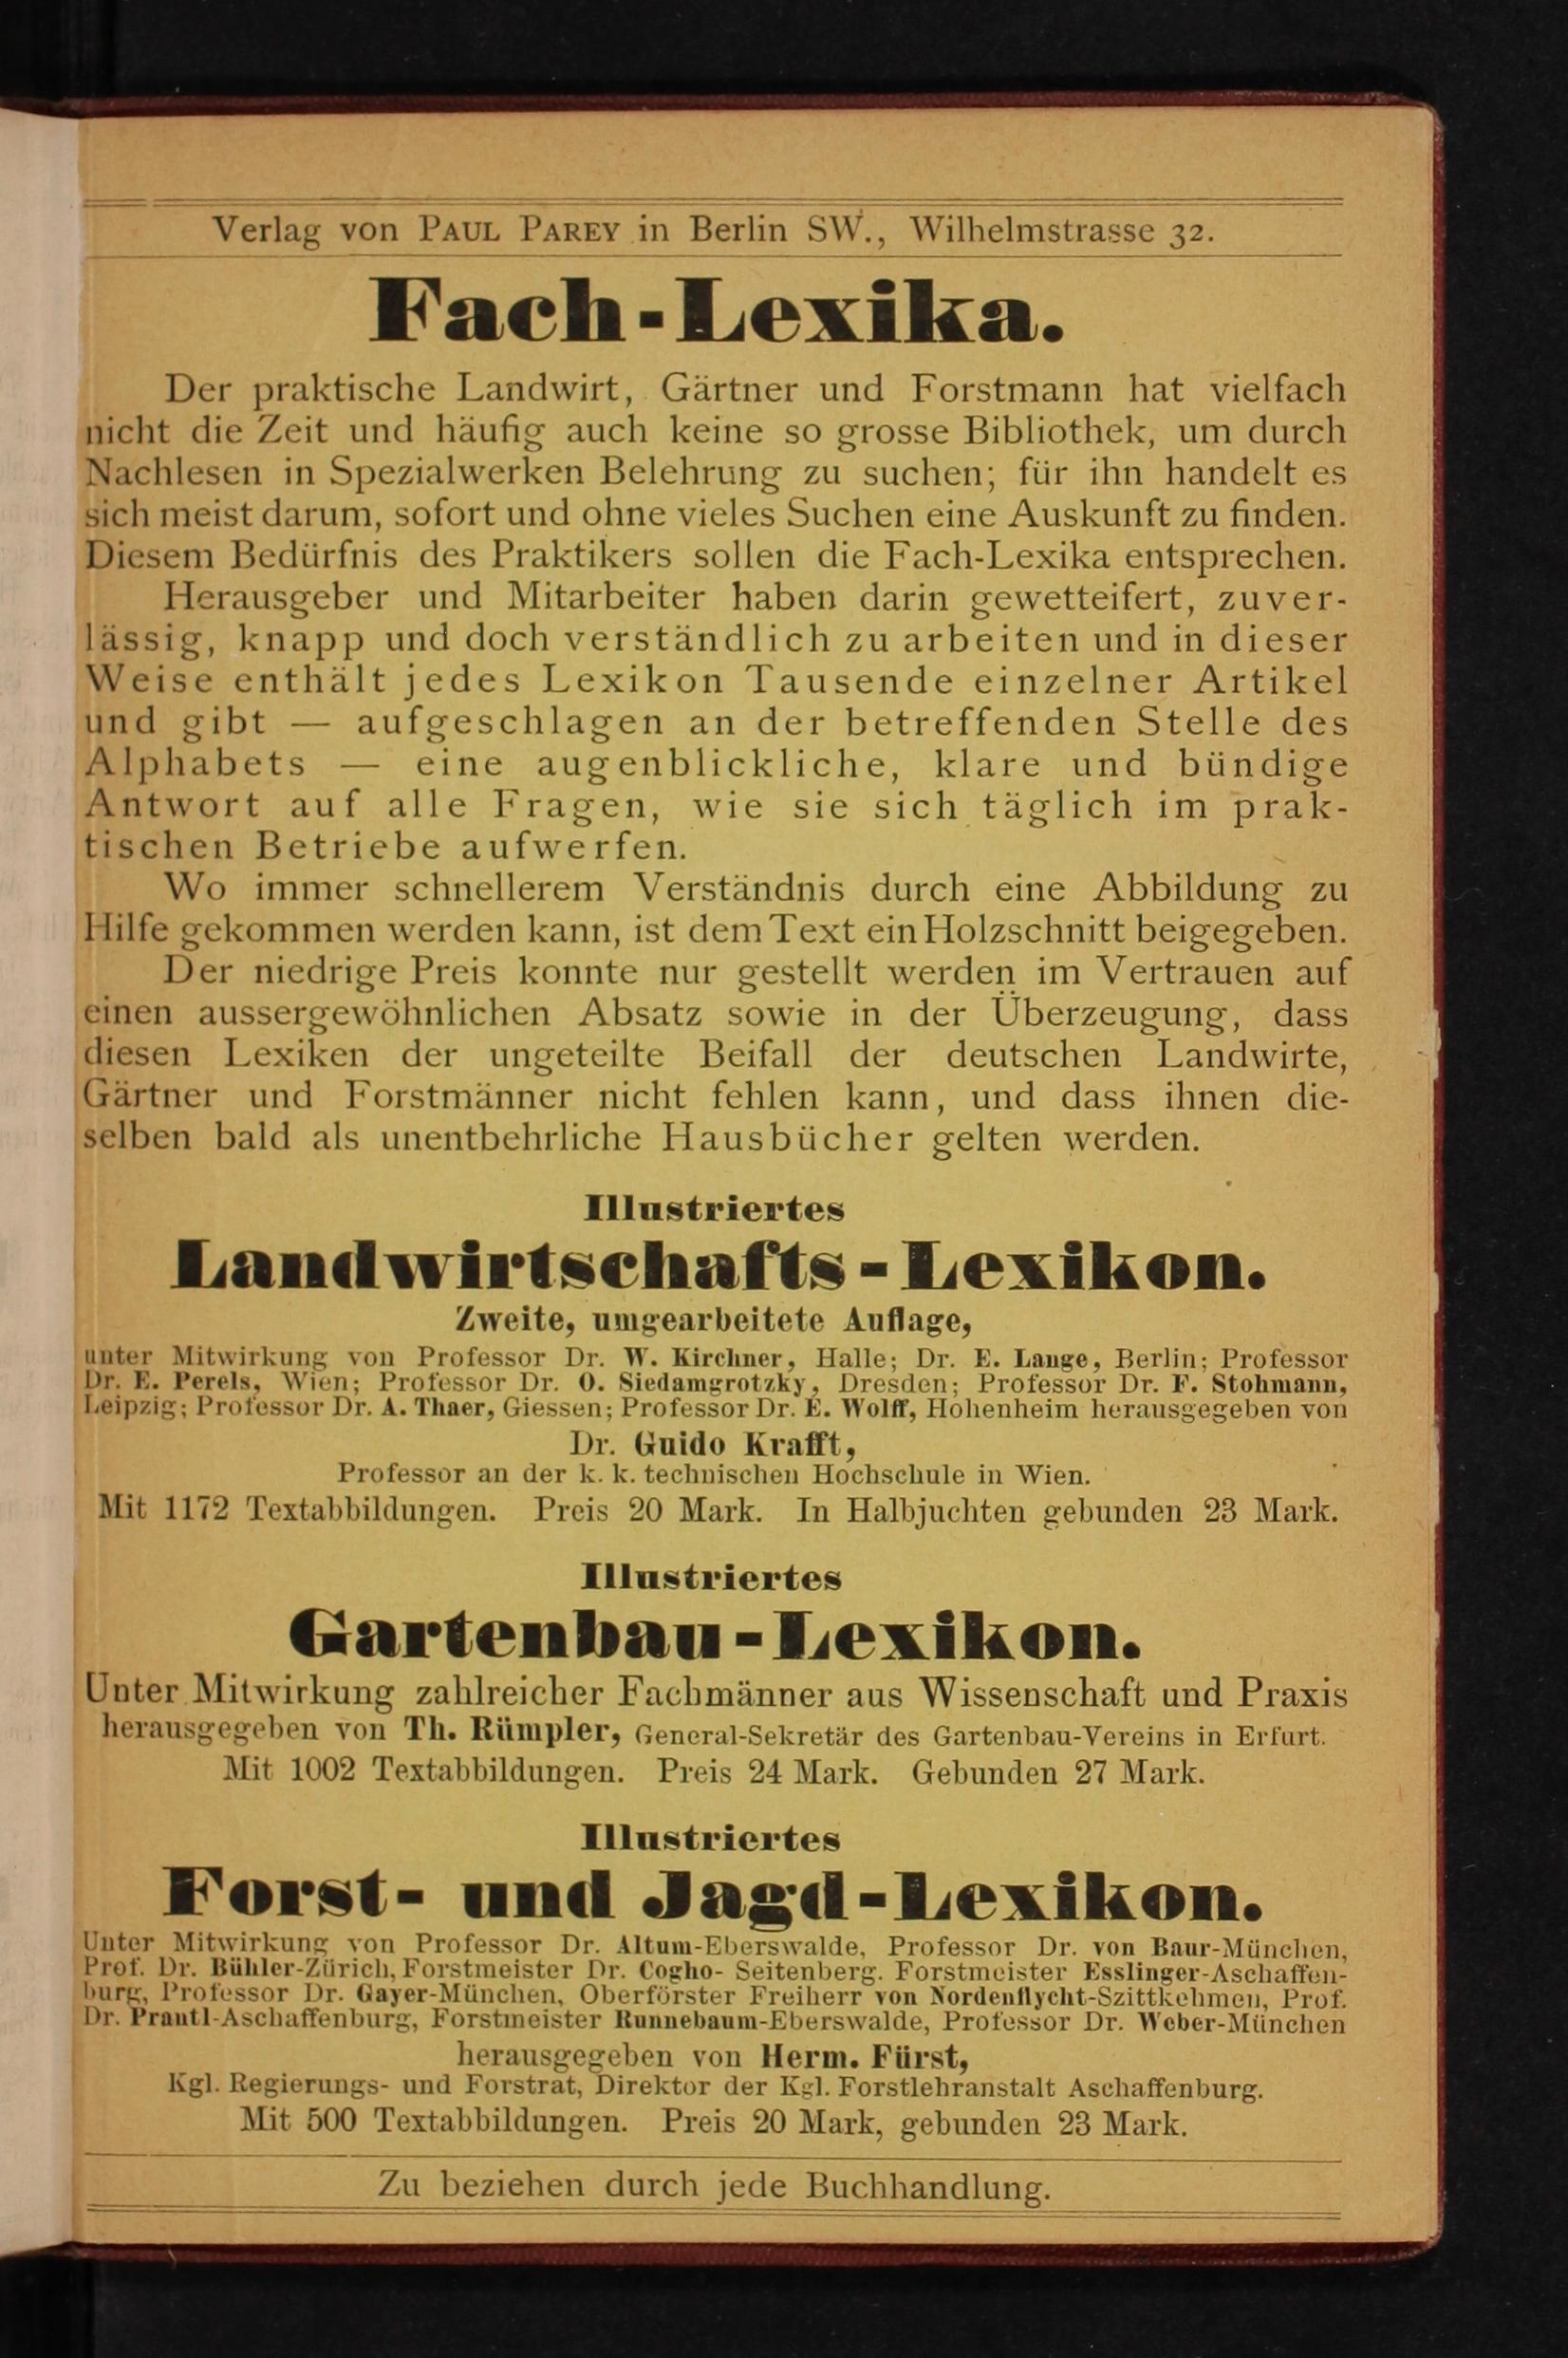 Verlag von PAUL PAREY in Berlin SW., Wilhelmstrasse 32.
Fach-Lexika.
Der praktische Landwirt, Gärtner und Forstmann hat vielfach
nicht die Zeit und häufig auch keine so grosse Bibliothek, um durch
Nachlesen in Spezialwerken Belehrung zu suchen; für ihn handelt es
sich meist darum, sofort und ohne vieles Suchen eine Auskunft zu finden.
Diesem Bedürfnis des Praktikers sollen die Fach-Lexika entsprechen.
Herausgeber und Mitarbeiter haben darin gewetteifert, zuver-
lässig, knapp und doch verständlich zu arbeiten und in dieser
Weise enthält jedes Lexikon Tausende einzelner Artikel
und gibt — aufgeschlagen an der betreffenden Stelle des
Alphabets — eine augenblickliche, klare und bündige
Antwort auf alle Fragen, wie sie sich täglich im prak-
tischen Betriebe aufwerfen.
Wo immer schnellerem Verständnis durch eine Abbildung zu
Hilfe gekommen werden kann, ist dem Text ein Holzschnitt beigegeben.
Der niedrige Preis konnte nur gestellt werden im Vertrauen auf
einen aussergewöhnlichen Absatz sowie in der Überzeugung, dass
diesen Lexiken der ungeteilte Beifall der deutschen Landwirte,
Gärtner und Forstmänner nicht fehlen kann, und dass ihnen die-
selben bald als unentbehrliche Hausbücher gelten werden.
Illustriertes
Landwirtschafts-Lexikon.
Zweite, umgearbeitete Auflage,
unter Mitwirkung von Professor Dr. W. Kirchner, Halle; Dr. E. Lange, Berlin; Professor
Dr. E. Perels, Wien; Professor Dr. O. Siedamgrotzky, Dresden; Professor Dr. F. Stohmann,
Leipzig; Professor Dr. A. Thaer, Giessen; Professor Dr. E. Wolff, Hohenheim herausgegeben von
Dr. Guido Krafft,
Professor an der k. k. technischen Hochschule in Wien.
Mit 1172 Textabbildungen. Preis 20 Mark. In Halbjuchten gebunden 23 Mark.
Illustriertes
Gartenbau-Lexikon.
Unter Mitwirkung zahlreicher Fachmänner aus Wissenschaft und Praxis
herausgegeben von Th. Rümpler, General-Sekretär des Gartenbau-Vereins in Erfurt.
Mit 1002 Textabbildungen. Preis 24 Mark. Gebunden 27 Mark.
Illustriertes
Forst- und Jagd-Lexikon.
Unter Mitwirkung von Professor Dr. Altum-Eberswalde, Professor Dr. von Baur-München,
Prof. Dr. Bühler-Zürich, Forstmeister Dr. Cogho- Seitenberg. Forstmeister Esslinger-Aschaffen-
burg, Professor Dr. Gayer-München, Oberförster Freiherr von Nordenflycht-Szittkehmen, Prof.
Dr. Prantl-Aschaffenburg, Forstmeister Runnebaum-Eberswalde, Professor Dr. Weber-München
herausgegeben von Herm. Fürst,
Kgl. Regierungs- und Forstrat, Direktor der Kgl. Forstlehranstalt Aschaffenburg.
Mit 500 Textabbildungen. Preis 20 Mark, gebunden 23 Mark.
Zu beziehen durch jede Buchhandlung.